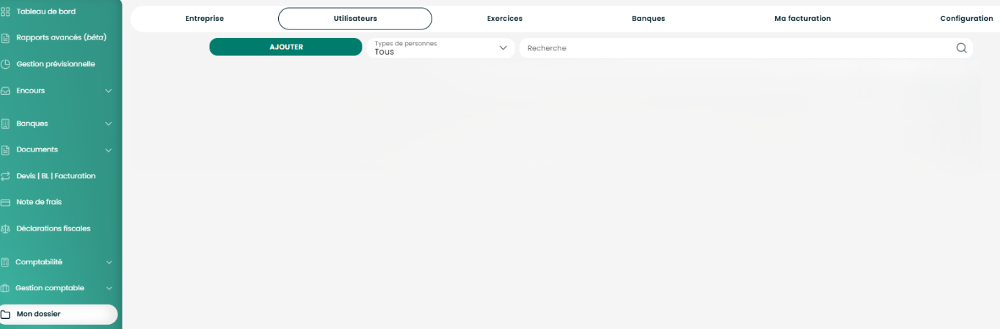 Tableau de bord
Rapports avancés (bêta)
Gestion prévisionnelle
Encours
Banques
Documents
Devis | BL | Facturation
Note de frais
Déclarations fiscales
Comptabilité
Gestion comptable
Mon dossier
Entreprise
Utilisateurs
Exercices
Banques
Ma facturation
Configuration
AJOUTER
Types de personnes
Tous
Recherche